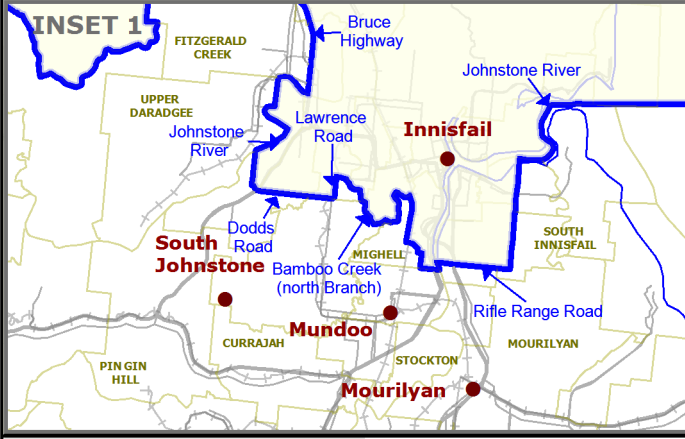 INSET 1
FITZGERALD
CREEK
Bruce
Highway
Johnstone River
UPPER
DARADGEE
Johnstone
River
Lawrence
Road
Innisfail
Dodds
Road
South
Johnstone
Bamboo Creek
(north Branch)
MIGHELL
SOUTH
INNISFAIL
Rifle Range Road
Mundoo
CURRAJAH
STOCKTON
MOURILYAN
PIN GIN
HILL
Mourilyan